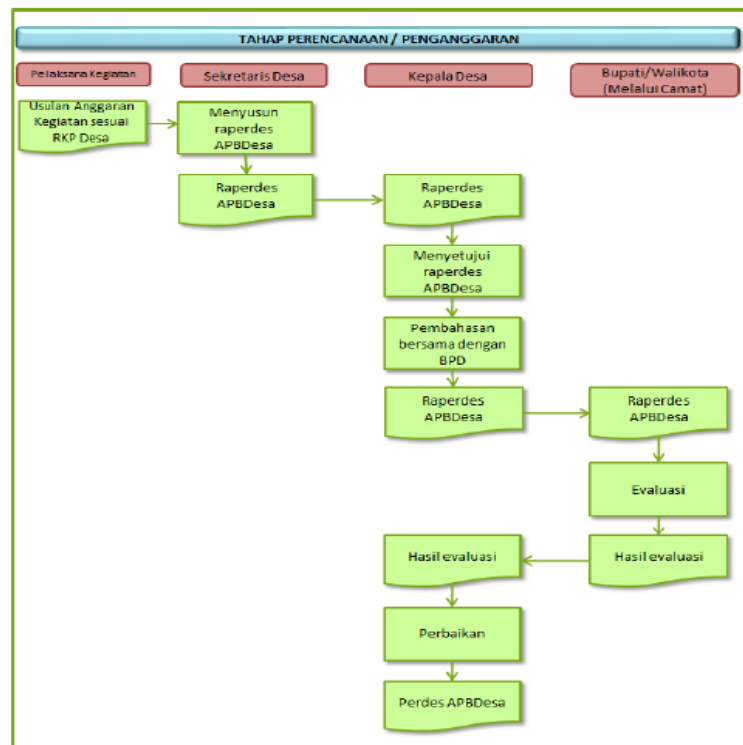 TAHAP PERENCANAAN / PENGANGGARAN
Pelaksana Kegiatan
Sekretaris Desa
Kepala Desa
Bupati/Walikota
(Melalui Camat)
Usulan Anggaran
Kegiatan sesuai
RKP Desa
Menyusun
raperdes
APBDesa
Raperdes
APBDesa
Raperdes
APBDesa
Menyetujui
raperdes
APBDesa
Pembahasan
bersama dengan
BPD
Raperdes
APBDesa
Raperdes
APBDesa
Evaluasi
Hasil evaluasi
Hasil evaluasi
Perbaikan
Perdes APBDesa